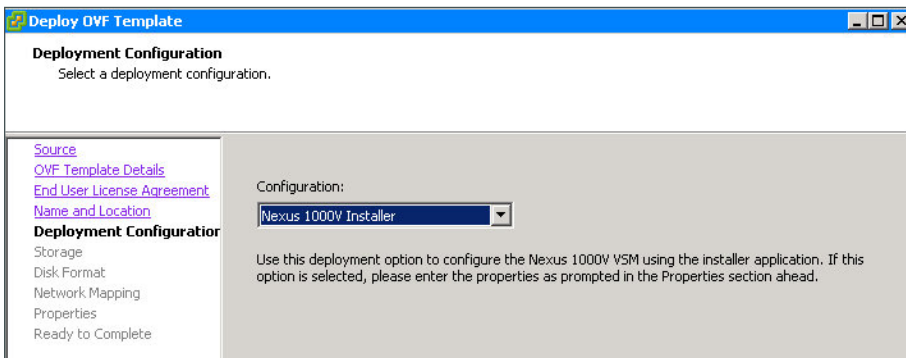 Deploy OVF Template
Deployment Configuration
Select a deployment configuration.
Source
OVF Template Details
End User License Agreement
Name and Location
Deployment Configuration
Storage
Disk Format
Network Mapping
Properties
Ready to Complete
Configuration:
Nexus 1000V Installer
Use this deployment option to configure the Nexus 1000V VSM using the installer application. If this
option is selected, please enter the properties as prompted in the Properties section ahead.